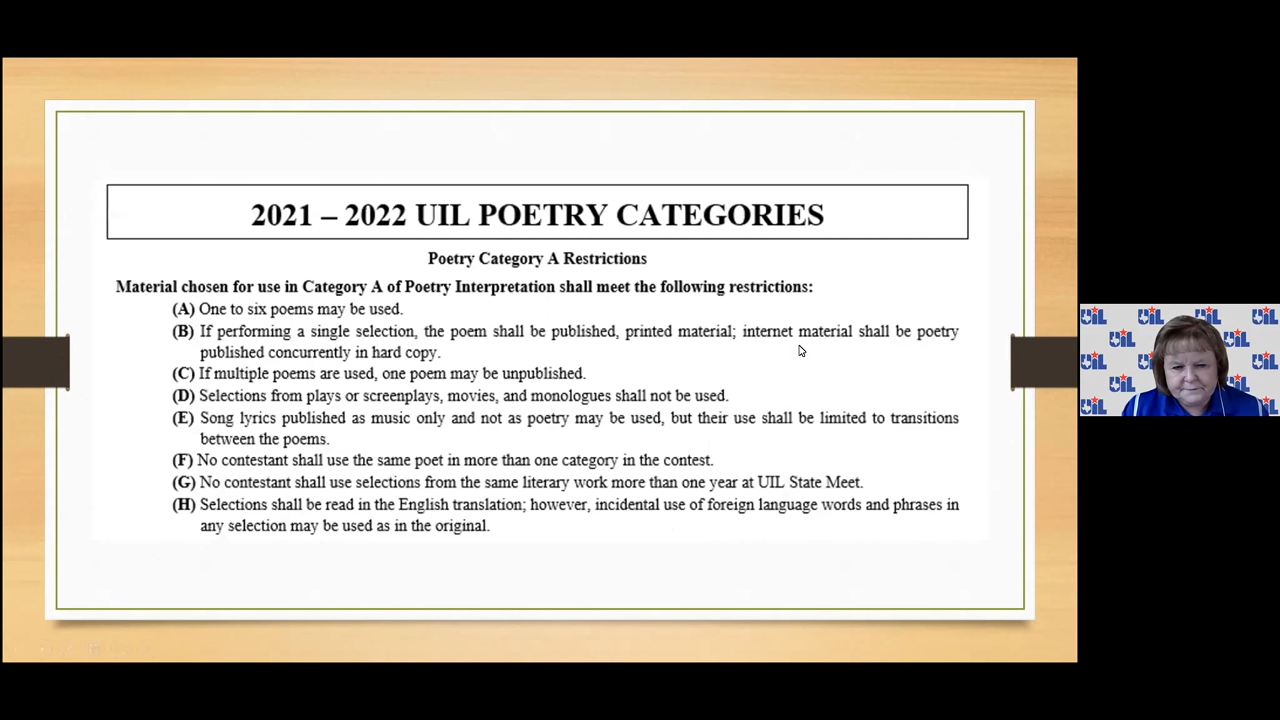 2021 – 2022 UIL POETRY CATEGORIES
Poetry Category A Restrictions
Material chosen for use in Category A of Poetry Interpretation shall meet the following restrictions:
(A) One to six poems may be used.
(B) If performing a single selection, the poem shall be published, printed material; internet material shall be poetry
published concurrently in hard copy.
(C) If multiple poems are used, one poem may be unpublished.
(D) Selections from plays or screenplays, movies, and monologues shall not be used.
(E) Song lyrics published as music only and not as poetry may be used, but their use shall be limited to transitions
between the poems.
(F) No contestant shall use the same poet in more than one category in the contest.
(G) No contestant shall use selections from the same literary work more than one year at UIL State Meet.
(H) Selections shall be read in the English translation; however, incidental use of foreign language words and phrases in
any selection may be used as in the original.
UIL UIL UIL UIL
UIL UIL
UIL UIL
UIL UIL
UIL UIL